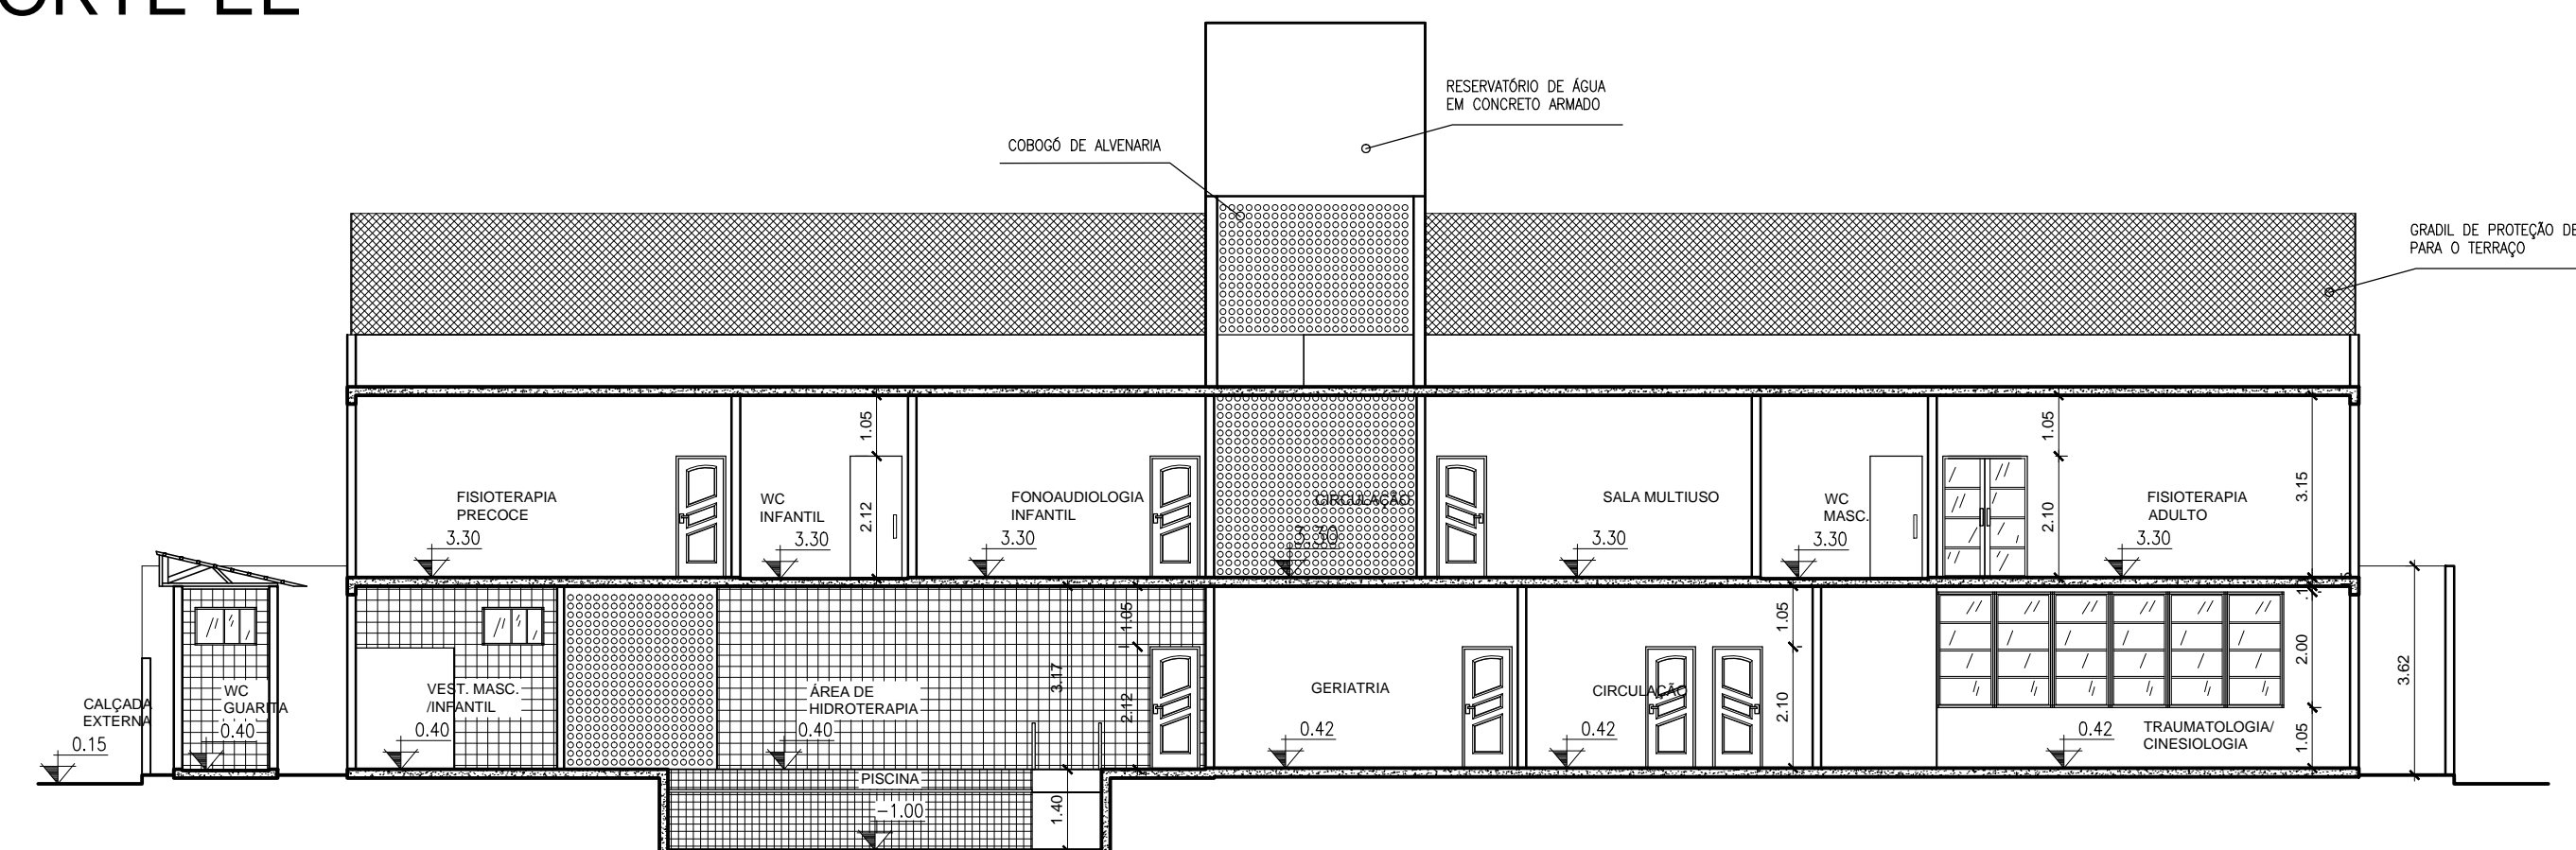 RESERVATÓRIO DE ÁGUA
EM CONCRETO ARMADO
COBOGÓ DE ALVENARIA
GRADIL DE PROTEÇÃO DE
PARA O TERRAÇO
1.05
2.12
1.05
2.10
3.15
FISIOTERAPIA
PRECOCE
3.30
WC
INFANTIL
3.30
FONOAUDIOLOGIA
INFANTIL
3.30
CIRCULAÇÃO
3.30
SALA MULTIUSO
3.30
WC
MASC.
3.30
FISIOTERAPIA
ADULTO
3.30
CALÇADA
EXTERNA
0.15
WC
GUARITA
0.40
VEST. MASC.
/INFANTIL
0.40
ÁREA DE
HIDROTERAPIA
0.40
3.17
1.05
2.12
GERIATRIA
0.42
CIRCULAÇÃO
0.42
1.05
2.10
TRAUMATOLOGIA/
CINESIOLOGIA
0.42
2.00
1.05
3.62
PISCINA
-1.00
1.40